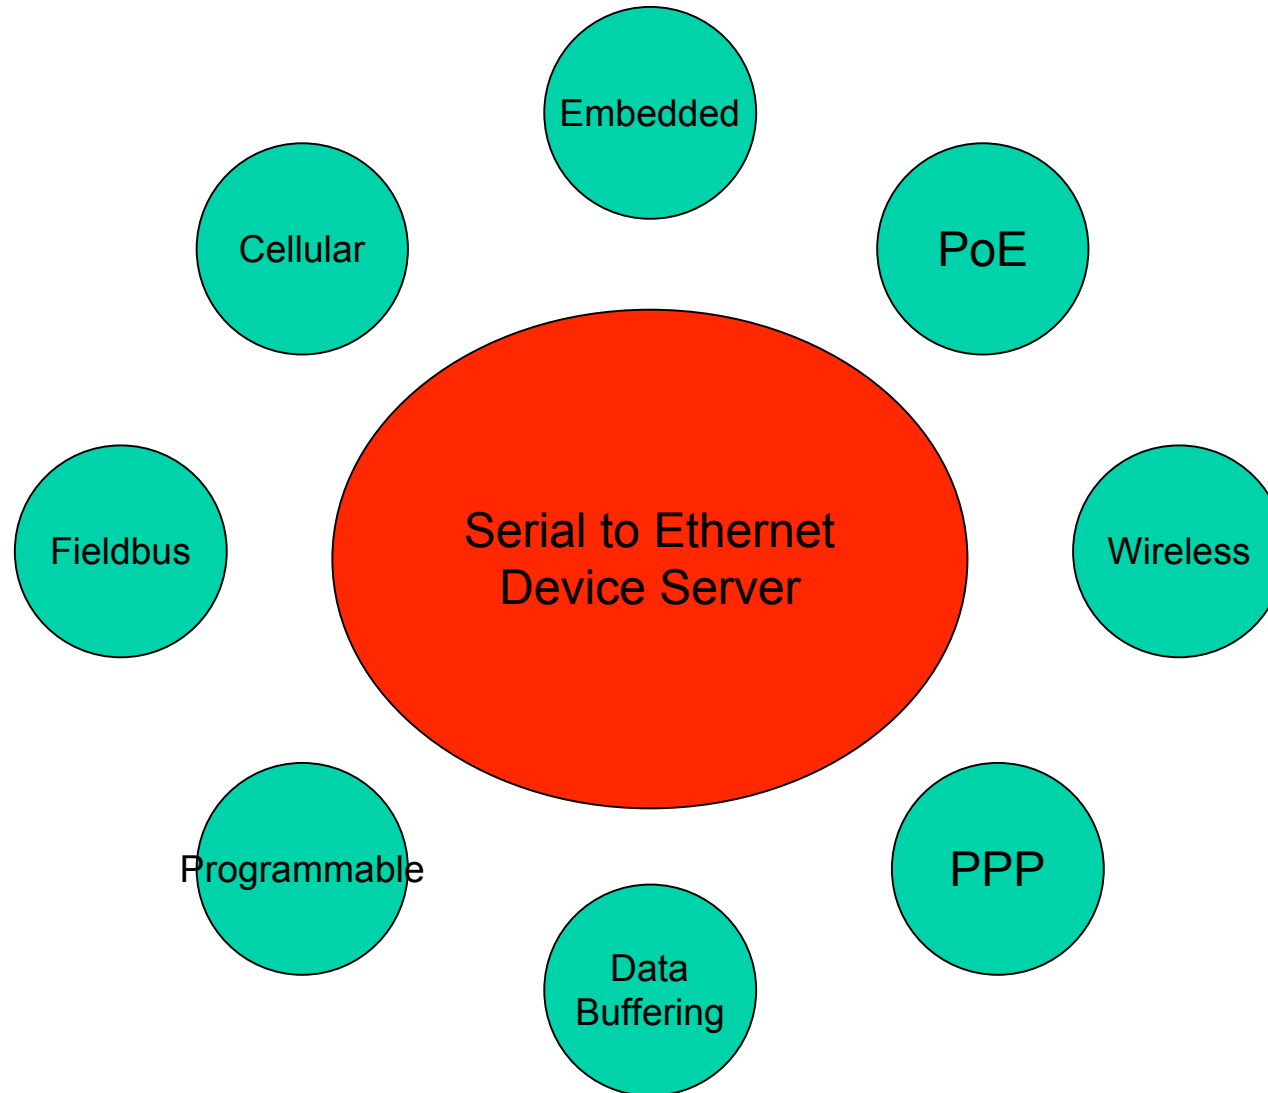 Embedded
Cellular
PoE
Serial to Ethernet
Device Server
Fieldbus
Wireless
Programmable
PPP
Data
Buffering